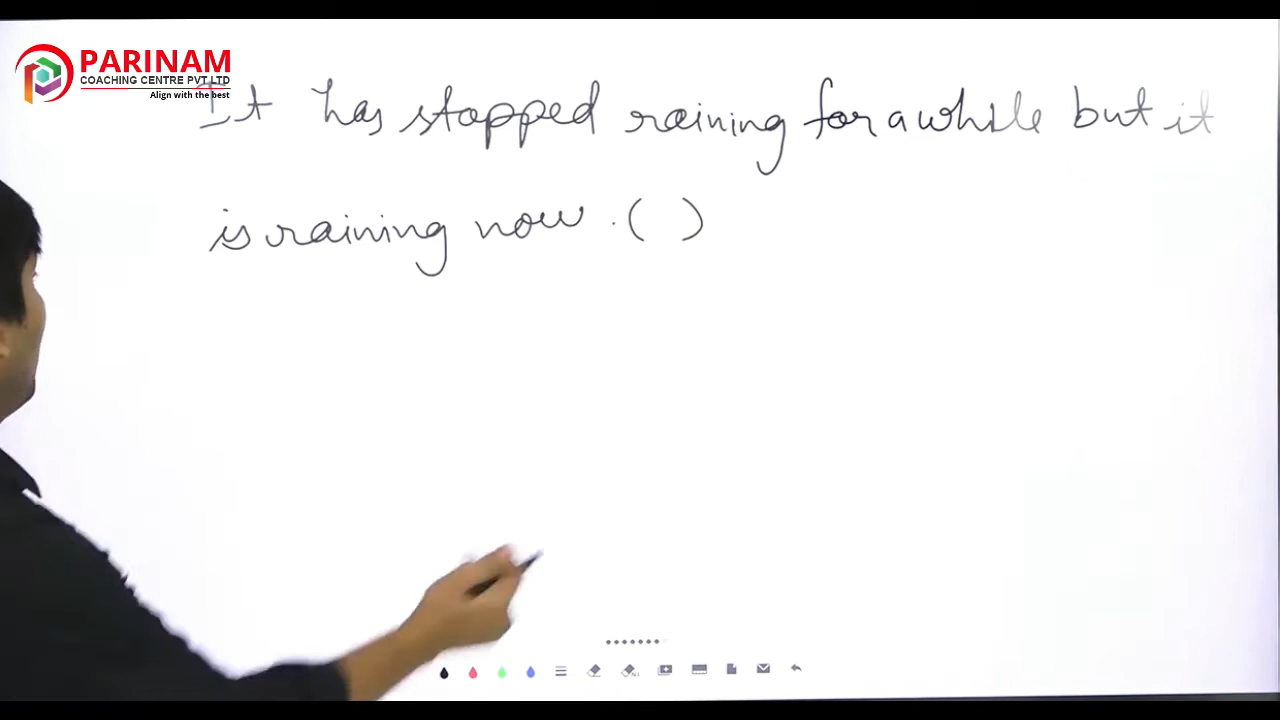 PARINAM
COACHING CENTRE PVT LTD
Align with the best
It has stopped raining for a while but it
is raining now. ( )